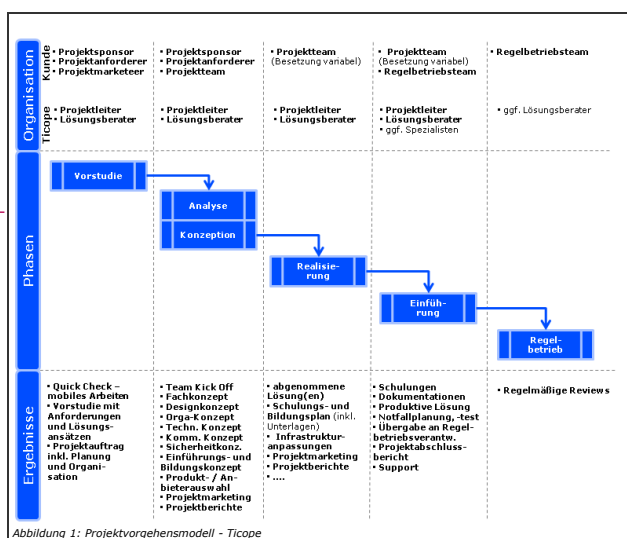 Organisation
Kunde
• Projektsponsor
• Projektanforderer
• Projektmarketeer
• Projektsponsor
• Projektanforderer
• Projektteam
• Projektteam
(Besetzung variabel)
• Projektteam
(Besetzung variabel)
• Regelbetriebsteam
• Regelbetriebsteam
Ticope
• Projektleiter
• Lösungsberater
• Projektleiter
• Lösungsberater
• Projektleiter
• Lösungsberater
• Projektleiter
• Lösungsberater
• ggf. Spezialisten
• ggf. Lösungsberater
Phasen
Vorstudie
Analyse
Konzeption
Realisie-
rung
Einfüh-
rung
Regel-
betrieb
Ergebnisse
• Quick Check –
mobiles Arbeiten
• Vorstudie mit
Anforderungen
und Lösungs-
ansätzen
• Projektauftrag
inkl. Planung
und Organi-
sation
• Team Kick Off
• Fachkonzept
• Designkonzept
• Orga-Konzept
• Techn. Konzept
• Komm. Konzept
• Sicherheitkonz.
• Einführungs- und
Bildungskonzept
• Produkt- / An-
bieterauswahl
• Projektmarketing
• Projektberichte
• abgenommene
Lösung(en)
• Schulungs- und
Bildungsplan (inkl.
Unterlagen)
• Infrastruktur-
anpassungen
• Projektmarketing
• Projektberichte
• ....
• Schulungen
• Dokumentationen
• Produktive Lösung
• Notfallplanung, -test
• Übergabe an Regel-
betriebsverantw.
• Projektabschluss-
bericht
• Support
• Regelmäßige Reviews
Abbildung 1: Projektvorgehensmodell - Ticope